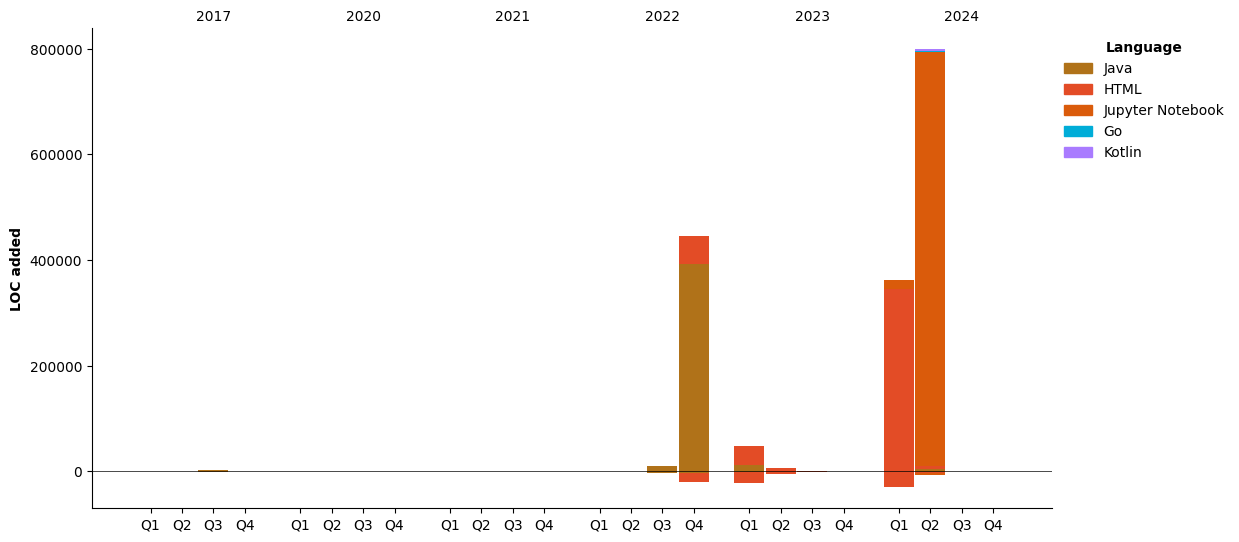 2017 2020 2021 2022 2023 2024
LOC added
800000
600000
400000
200000
0
Q1 Q2 Q3 Q4 Q1 Q2 Q3 Q4 Q1 Q2 Q3 Q4 Q1 Q2 Q3 Q4 Q1 Q2 Q3 Q4 Q1 Q2 Q3 Q4
Language
Java
HTML
Jupyter Notebook
Go
Kotlin